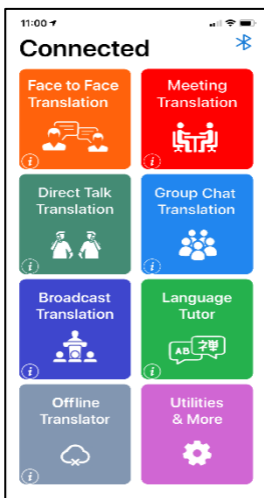 11:00
Connected
Face to Face
Translation
Meeting
Translation
Direct Talk
Translation
Group Chat
Translation
Broadcast
Translation
Language
Tutor
AB
Offline
Translator
Utilities
& More